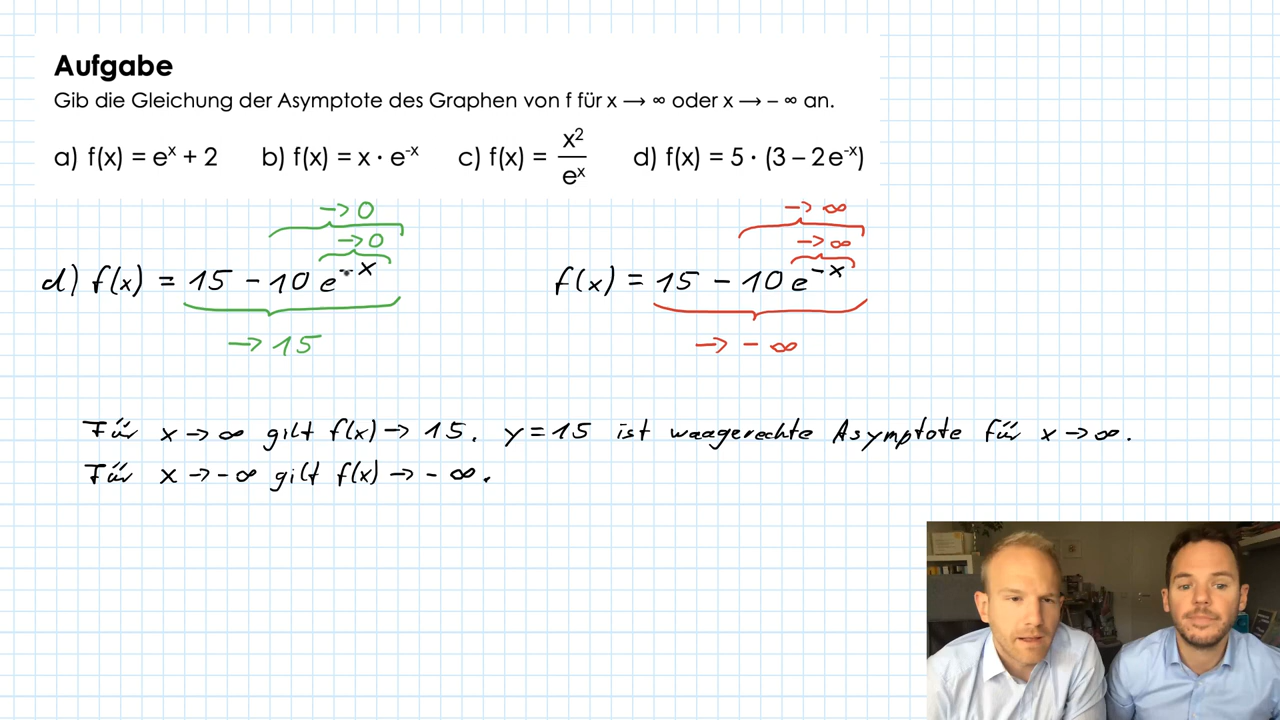 Aufgabe
Gib die Gleichung der Asymptote des Graphen von f für x → ∞ oder x → – ∞ an.
a) f(x) = eˣ + 2 b) f(x) = x · e⁻ˣ c) f(x) = x²/eˣ d) f(x) = 5 · (3 – 2e⁻ˣ)
→ 0 → ∞
→ 0 → ∞
d) f(x) = 15 - 10 e⁻ˣ f(x) = 15 - 10 e⁻ˣ
→ 15 → - ∞
Für x → ∞ gilt f(x) → 15. y = 15 ist waagerechte Asymptote für x → ∞.
Für x → - ∞ gilt f(x) → - ∞.